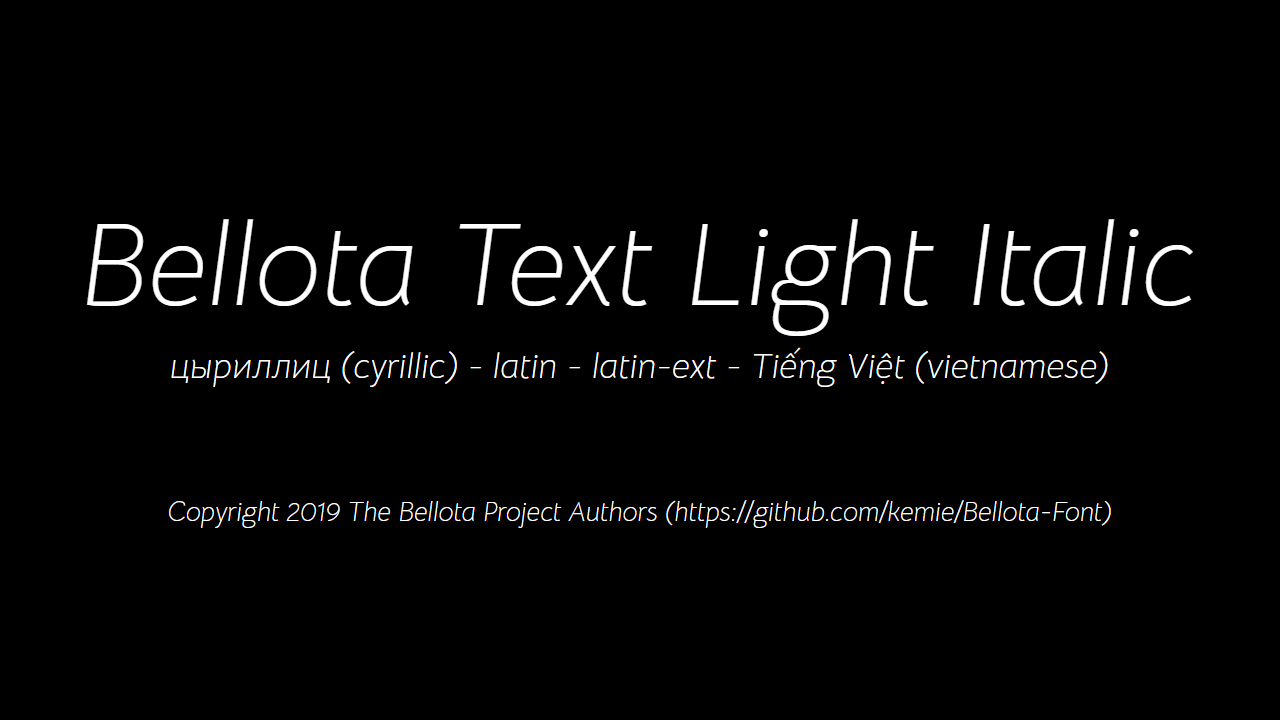 Bellota Text Light Italic
цыриллиц (cyrillic) - latin - latin-ext - Tiếng Việt (vietnamese)
Copyright 2019 The Bellota Project Authors (https://github.com/kemie/Bellota-Font)